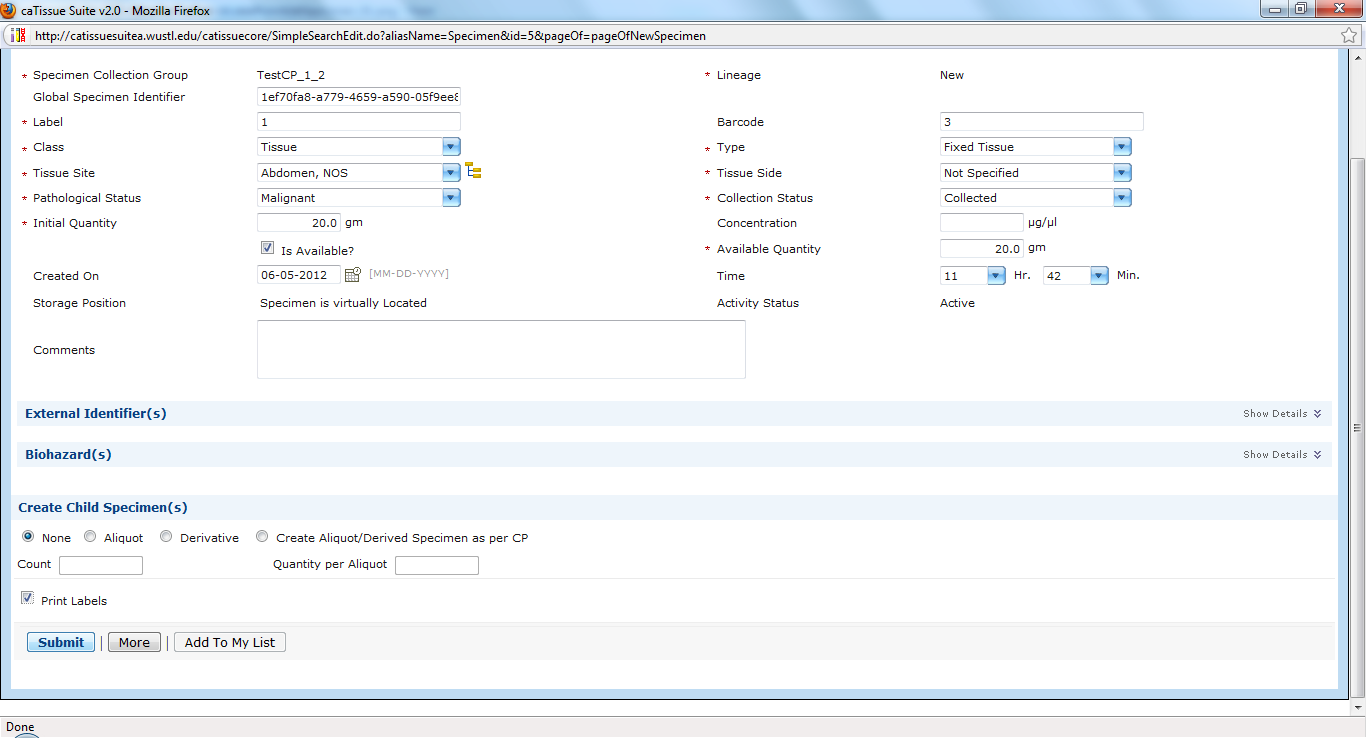 caTissue Suite v2.0 - Mozilla Firefox
http://catissuesuitea.wustl.edu/catissuecore/SimpleSearchEdit.do?aliasName=Specimen&id=5&pageOf=pageOfNewSpecimen
* Specimen Collection Group TestCP_1_2 * Lineage New
Global Specimen Identifier 1ef70fa8-a779-4659-a590-05f9ee8
* Label 1 Barcode 3
* Class Tissue * Type Fixed Tissue
* Tissue Site Abdomen, NOS * Tissue Side Not Specified
* Pathological Status Malignant * Collection Status Collected
* Initial Quantity 20.0 gm Concentration µg/µl
Is Available? * Available Quantity 20.0 gm
Created On 06-05-2012 [MM-DD-YYYY] Time 11 Hr. 42 Min.
Storage Position Specimen is virtually Located Activity Status Active
Comments
External Identifier(s) Show Details
Biohazard(s) Show Details
Create Child Specimen(s)
None Aliquot Derivative Create Aliquot/Derived Specimen as per CP
Count Quantity per Aliquot
Print Labels
Submit | More | Add To My List
Done